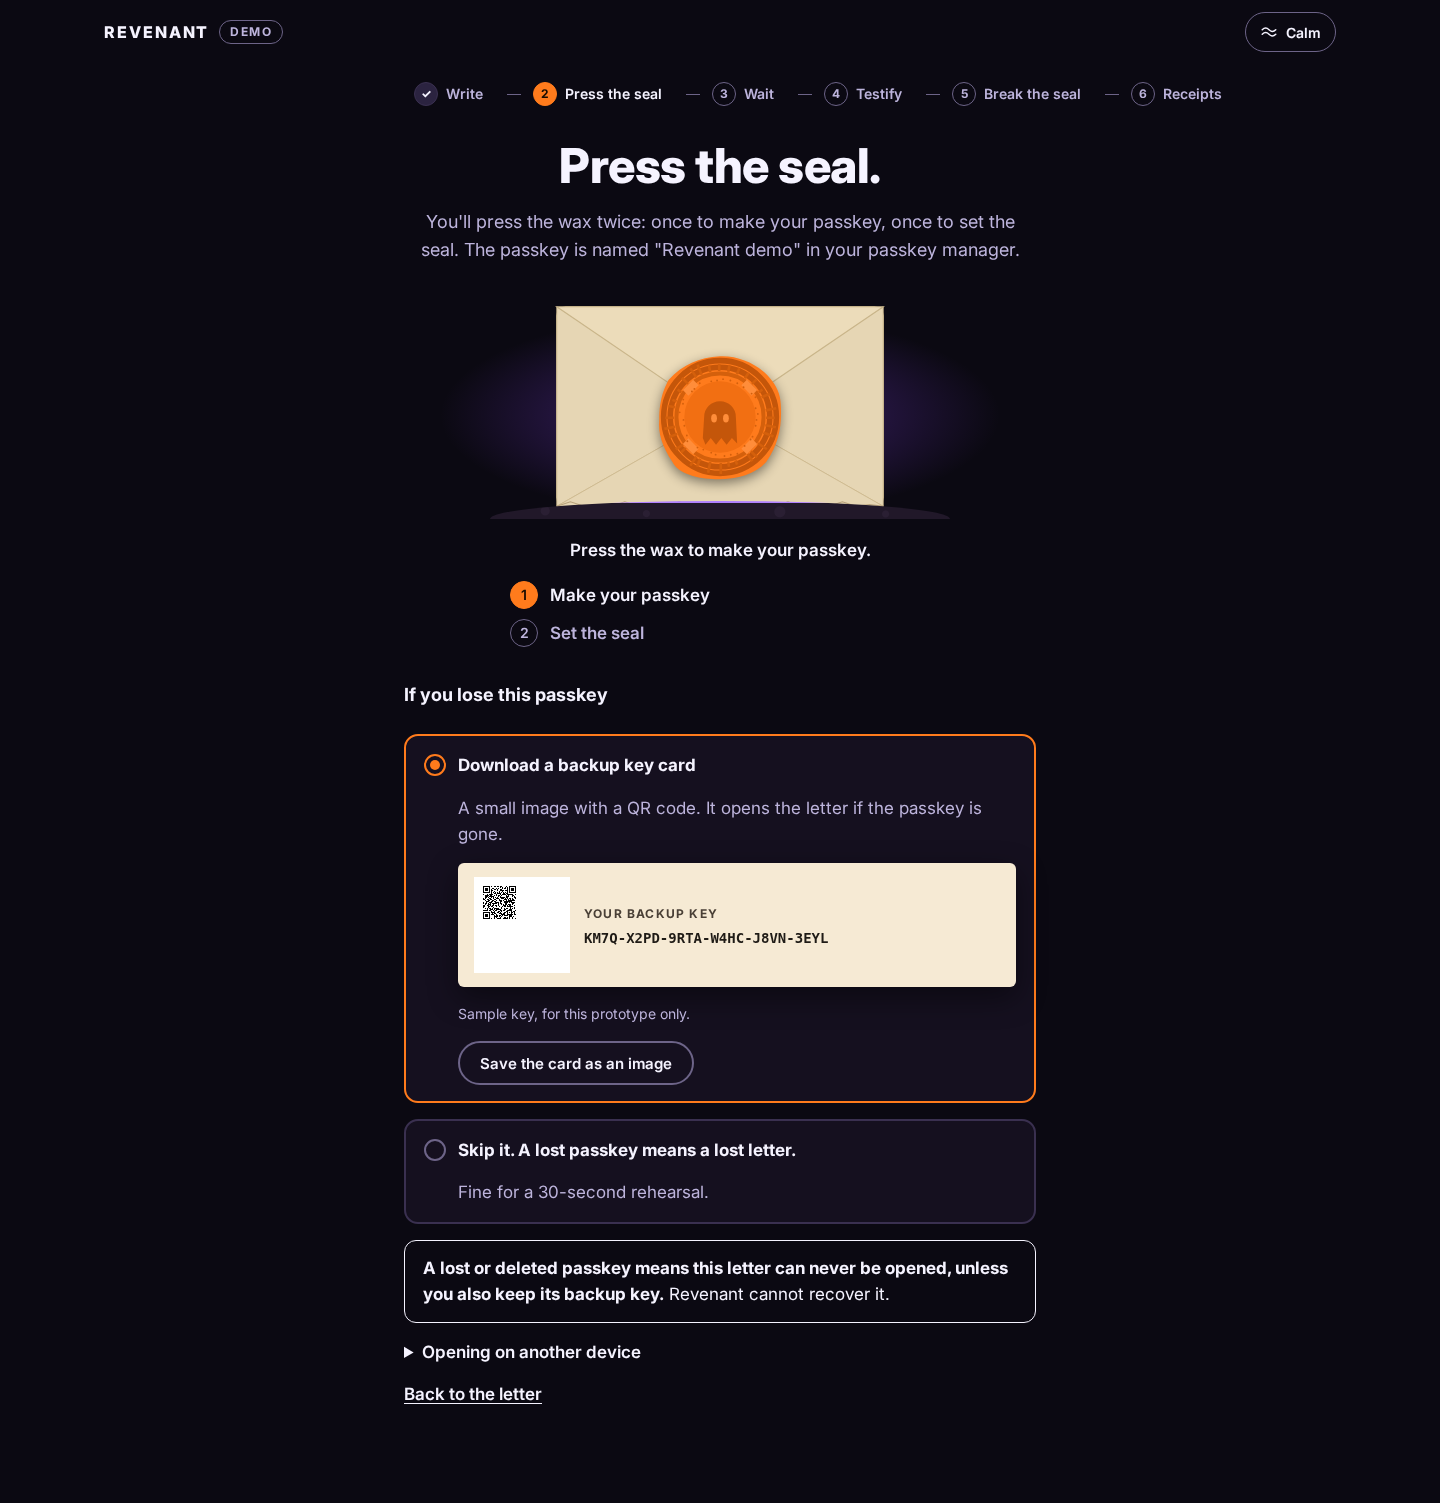 REVENANT DEMO
Calm
Write — 2 Press the seal — 3 Wait — 4 Testify — 5 Break the seal — 6 Receipts
Press the seal.
You'll press the wax twice: once to make your passkey, once to set the
seal. The passkey is named "Revenant demo" in your passkey manager.
Press the wax to make your passkey.
1 Make your passkey
2 Set the seal
If you lose this passkey
Download a backup key card
A small image with a QR code. It opens the letter if the passkey is
gone.
YOUR BACKUP KEY
KM7Q-X2PD-9RTA-W4HC-J8VN-3EYL
Sample key, for this prototype only.
Save the card as an image
Skip it. A lost passkey means a lost letter.
Fine for a 30-second rehearsal.
A lost or deleted passkey means this letter can never be opened, unless
you also keep its backup key. Revenant cannot recover it.
Opening on another device
Back to the letter